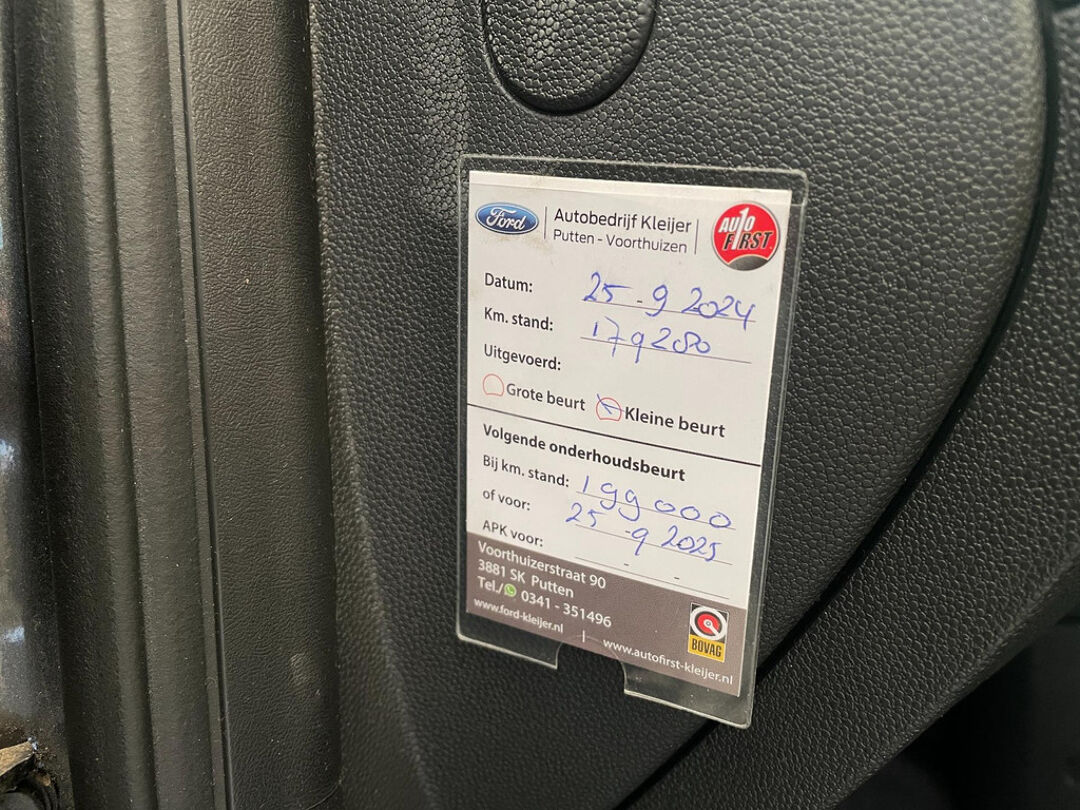 Ford | Autobedrijf Kleijer | AUTO 1 FIRST
Putten - Voorthuizen
Datum: 25-9 2024
Km. stand: 179280
Uitgevoerd:
Grote beurt Kleine beurt
Volgende onderhoudsbeurt
Bij km. stand: 199000
of voor: 25-9 2025
APK voor: - -
Voorthuizerstraat 90
3881 SK Putten
Tel./ 0341 - 351496
www.ford-kleijer.nl | www.autofirst-kleijer.nl
BOVAG